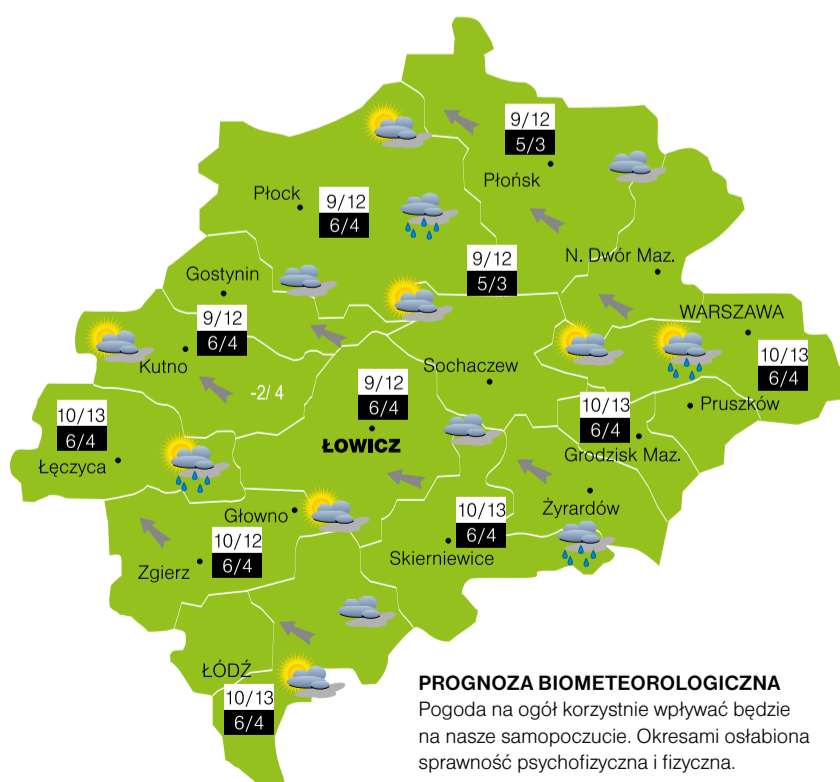 9/12
5/3
Płońsk
Płock
9/12
6/4
9/12
5/3
N. Dwór Maz.
Gostynin
9/12
6/4
Kutno
WARSZAWA
10/13
6/4
Sochaczew
-2/4
9/12
6/4
ŁOWICZ
10/13
6/4
Pruszków
Grodzisk Maz.
10/13
6/4
Łęczyca
Głowno
Żyrardów
10/13
6/4
Skierniewice
10/12
6/4
Zgierz
ŁÓDŹ
10/13
6/4
PROGNOZA BIOMETEOROLOGICZNA
Pogoda na ogół korzystnie wpływać będzie
na nasze samopoczucie. Okresami osłabiona
sprawność psychofizyczna i fizyczna.